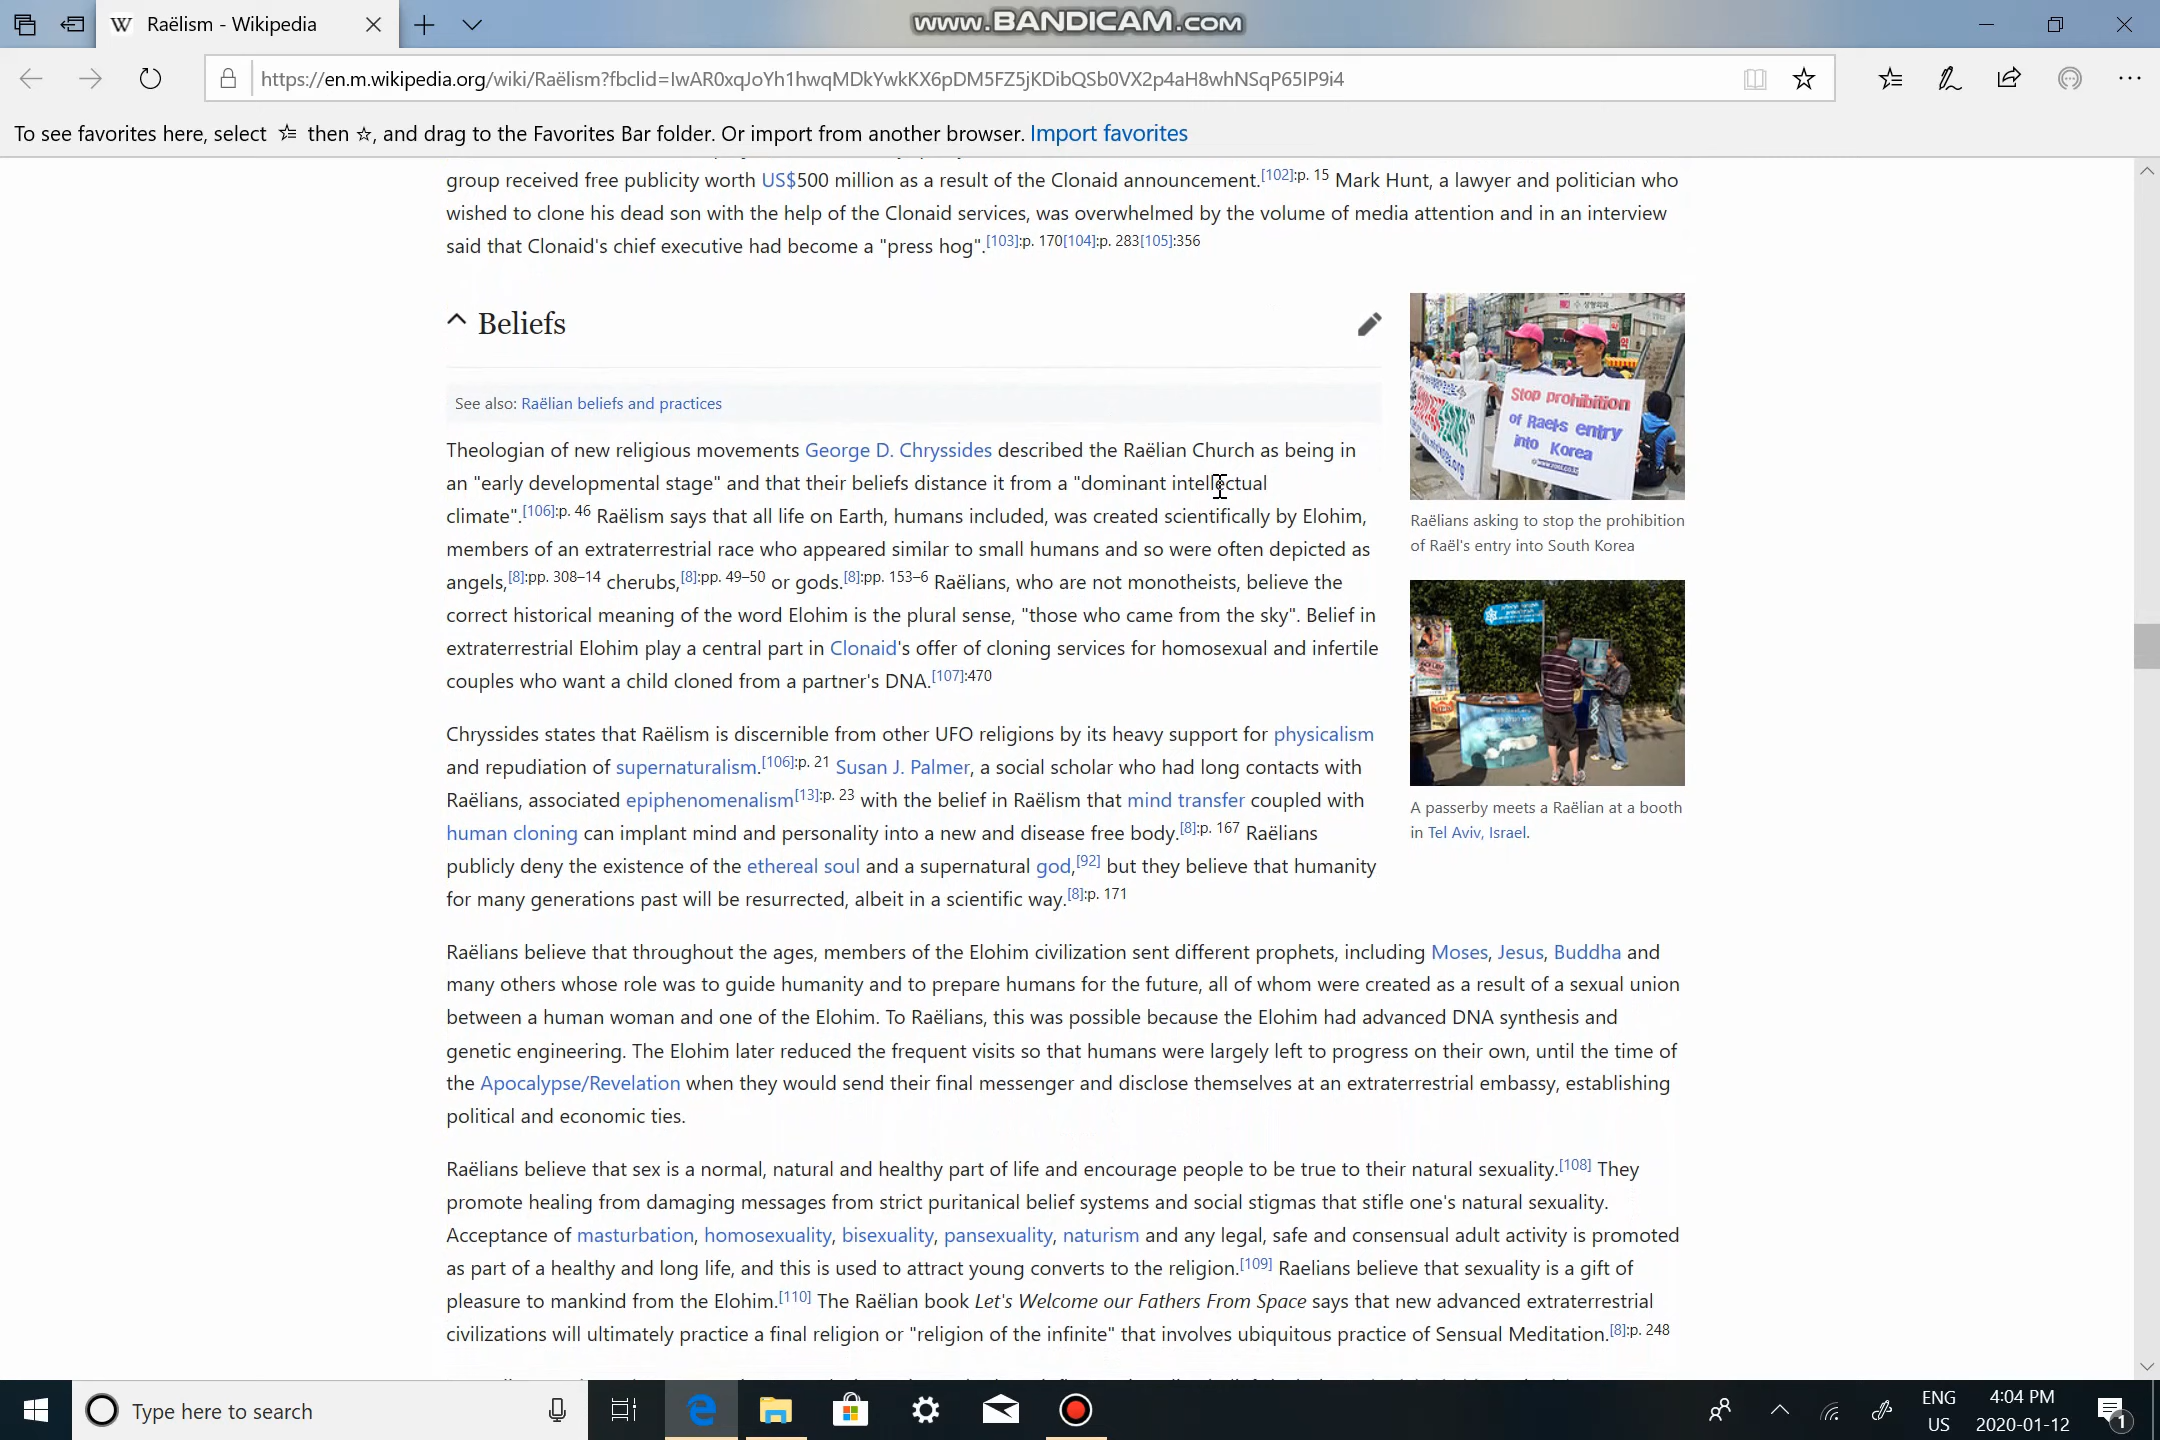 Raëlism - Wikipedia
www.BANDICAM.com
https://en.m.wikipedia.org/wiki/Raëlism?fbclid=IwAR0xqJoYh1hwqMDkYwkKX6pDM5FZ5jKDibQSb0VX2p4aH8whNSqP65IP9i4
To see favorites here, select then ☆, and drag to the Favorites Bar folder. Or import from another browser. Import favorites
group received free publicity worth US$500 million as a result of the Clonaid announcement.[102]:p. 15 Mark Hunt, a lawyer and politician who
wished to clone his dead son with the help of the Clonaid services, was overwhelmed by the volume of media attention and in an interview
said that Clonaid's chief executive had become a "press hog".[103]:p. 170[104]:p. 283[105]:356
Beliefs
See also: Raëlian beliefs and practices
Theologian of new religious movements George D. Chryssides described the Raëlian Church as being in
an "early developmental stage" and that their beliefs distance it from a "dominant intellectual
climate".[106]:p. 46 Raëlism says that all life on Earth, humans included, was created scientifically by Elohim,
members of an extraterrestrial race who appeared similar to small humans and so were often depicted as
angels,[8]:pp. 308–14 cherubs,[8]:pp. 49–50 or gods.[8]:pp. 153–6 Raëlians, who are not monotheists, believe the
correct historical meaning of the word Elohim is the plural sense, "those who came from the sky". Belief in
extraterrestrial Elohim play a central part in Clonaid's offer of cloning services for homosexual and infertile
couples who want a child cloned from a partner's DNA.[107]:470
Stop prohibition
of Rael's entry
into Korea
Raëlians asking to stop the prohibition
of Raël's entry into South Korea
Chryssides states that Raëlism is discernible from other UFO religions by its heavy support for physicalism
and repudiation of supernaturalism.[106]:p. 21 Susan J. Palmer, a social scholar who had long contacts with
Raëlians, associated epiphenomenalism[13]:p. 23 with the belief in Raëlism that mind transfer coupled with
human cloning can implant mind and personality into a new and disease free body.[8]:p. 167 Raëlians
publicly deny the existence of the ethereal soul and a supernatural god,[92] but they believe that humanity
for many generations past will be resurrected, albeit in a scientific way.[8]:p. 171
A passerby meets a Raëlian at a booth
in Tel Aviv, Israel.
Raëlians believe that throughout the ages, members of the Elohim civilization sent different prophets, including Moses, Jesus, Buddha and
many others whose role was to guide humanity and to prepare humans for the future, all of whom were created as a result of a sexual union
between a human woman and one of the Elohim. To Raëlians, this was possible because the Elohim had advanced DNA synthesis and
genetic engineering. The Elohim later reduced the frequent visits so that humans were largely left to progress on their own, until the time of
the Apocalypse/Revelation when they would send their final messenger and disclose themselves at an extraterrestrial embassy, establishing
political and economic ties.
Raëlians believe that sex is a normal, natural and healthy part of life and encourage people to be true to their natural sexuality.[108] They
promote healing from damaging messages from strict puritanical belief systems and social stigmas that stifle one's natural sexuality.
Acceptance of masturbation, homosexuality, bisexuality, pansexuality, naturism and any legal, safe and consensual adult activity is promoted
as part of a healthy and long life, and this is used to attract young converts to the religion.[109] Raelians believe that sexuality is a gift of
pleasure to mankind from the Elohim.[110] The Raëlian book Let's Welcome our Fathers From Space says that new advanced extraterrestrial
civilizations will ultimately practice a final religion or "religion of the infinite" that involves ubiquitous practice of Sensual Meditation.[8]:p. 248
Type here to search
ENG
US
4:04 PM
2020-01-12
1